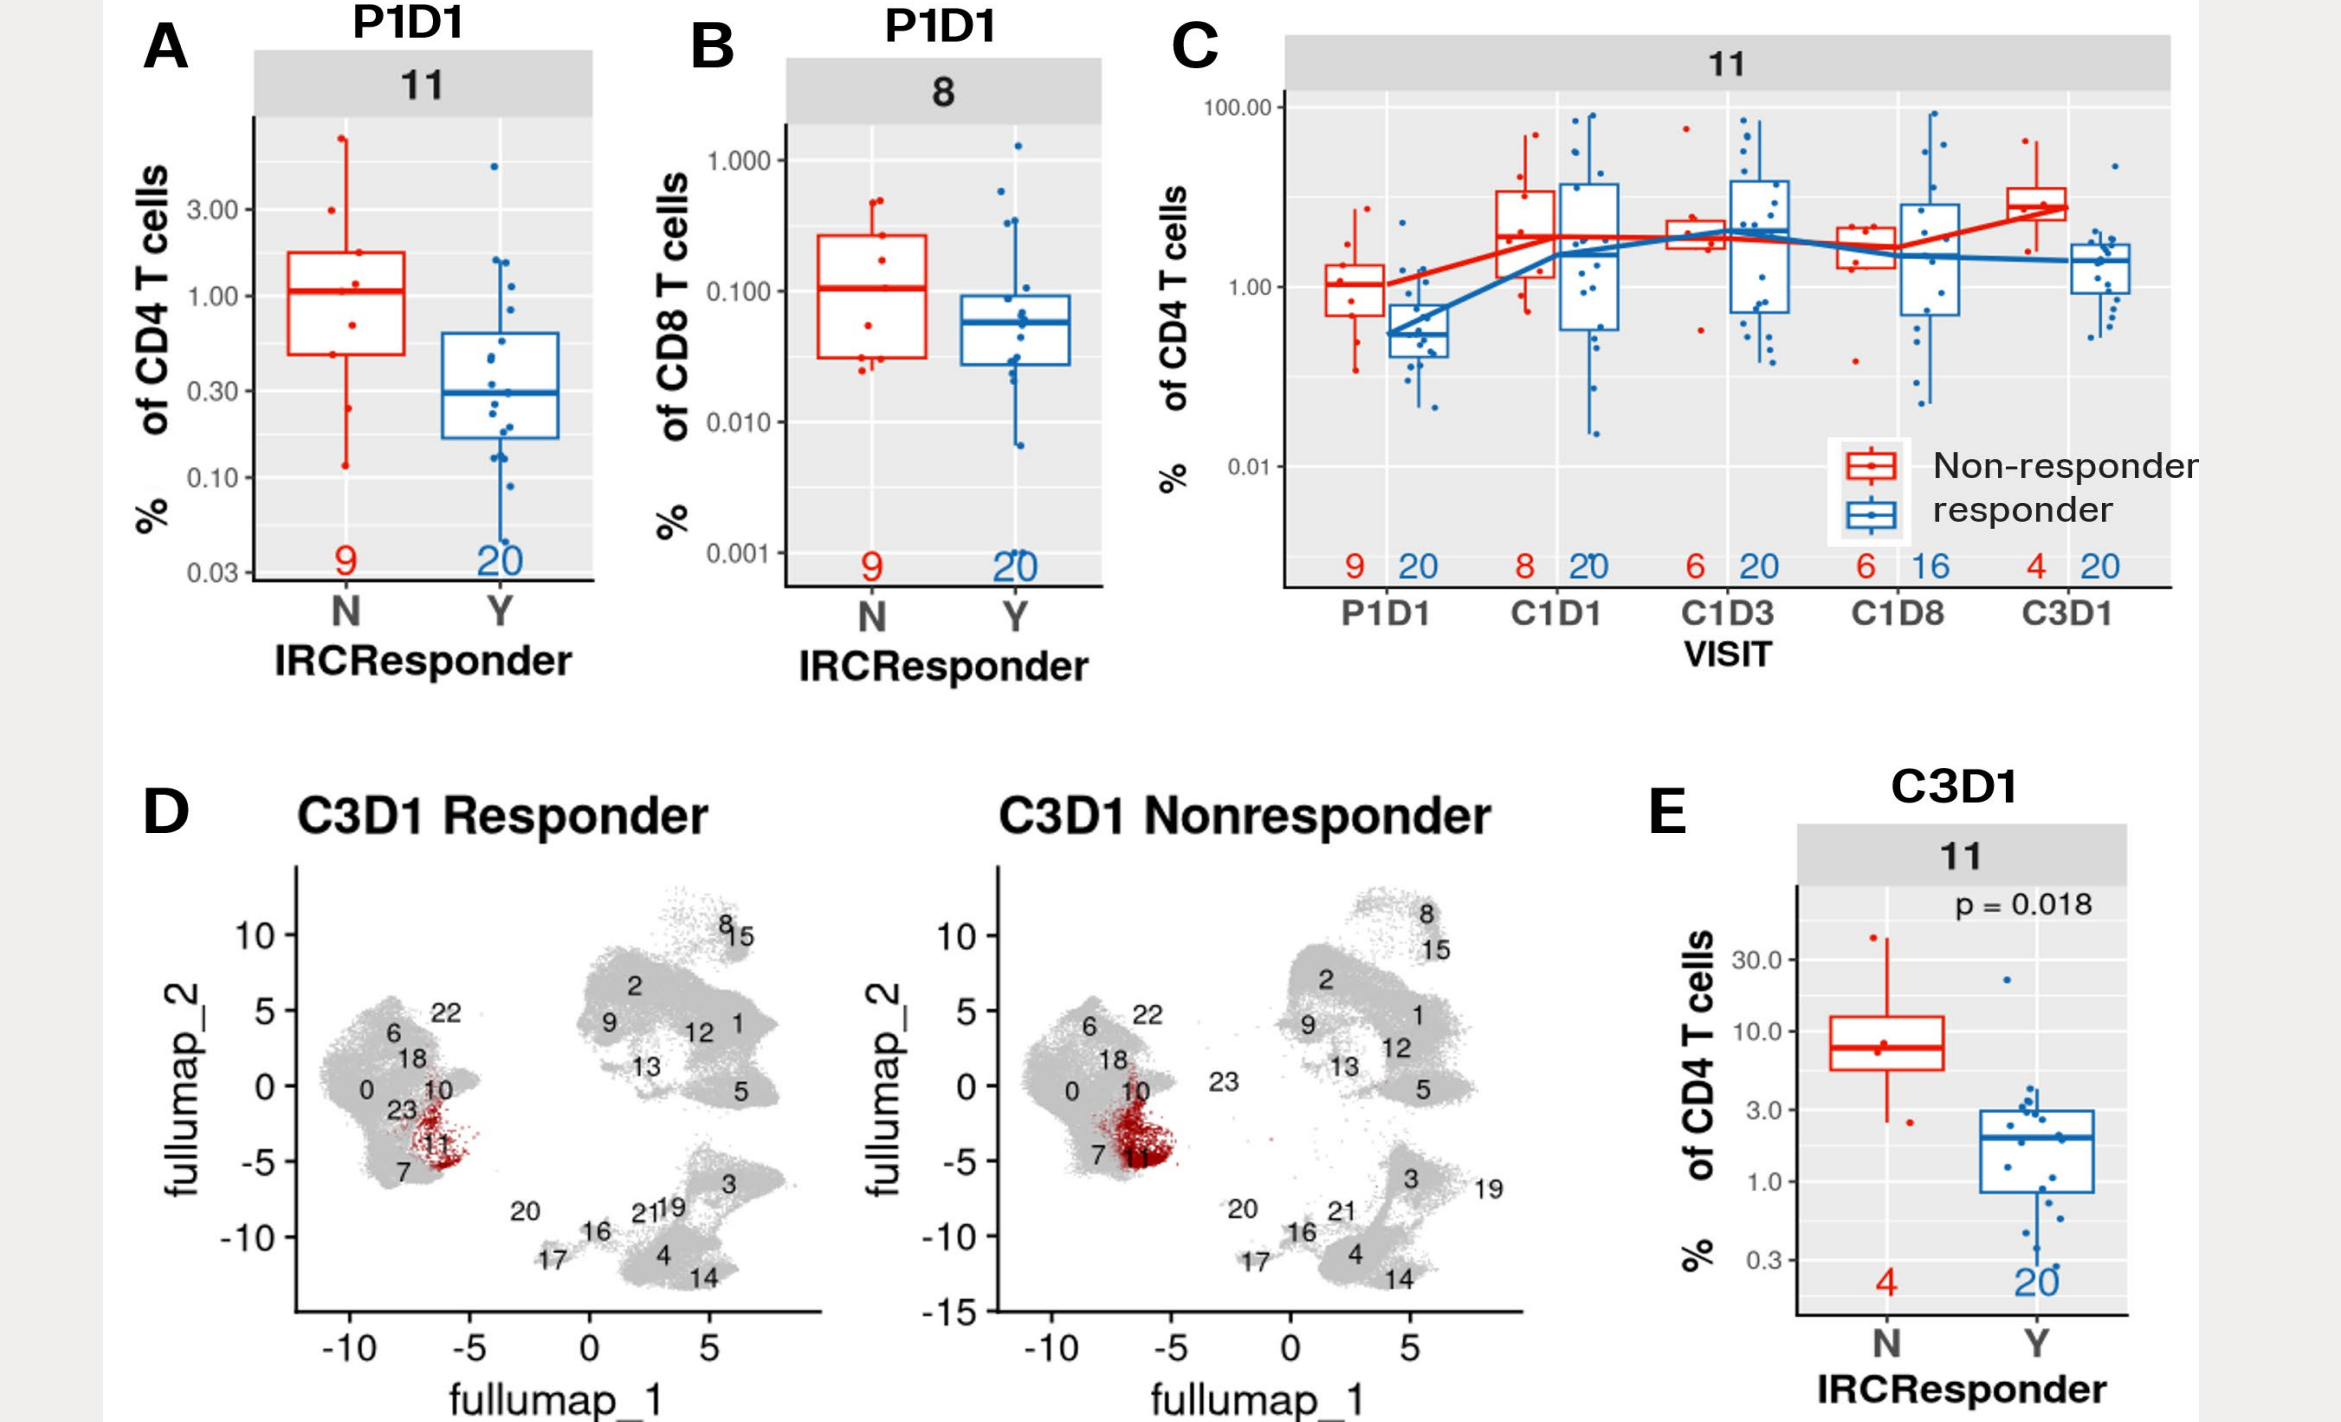 A
P1D1
11
% of CD4 T cells
3.00
1.00
0.30
0.10
0.03
9
20
N
Y
IRCResponder
B
P1D1
8
% of CD8 T cells
1.000
0.100
0.010
0.001
9
20
N
Y
IRCResponder
C
11
% of CD4 T cells
100.00
1.00
0.01
Non-responder
responder
9 20 8 20 6 20 6 16 4 20
P1D1 C1D1 C1D3 C1D8 C3D1
VISIT
D
C3D1 Responder
fullumap_2
10
5
0
-5
-10
8
15
2
22
6
9
1
12
18
13
0
10
5
23
11
7
3
19
21
20
16
4
17
14
-10 -5 0 5
fullumap_1
C3D1 Nonresponder
fullumap_2
10
5
0
-5
-10
-15
8
15
2
22
6
9
1
12
18
13
23
0
10
5
7
11
3
19
20
21
16
4
17
14
-10 -5 0 5
fullumap_1
E
C3D1
11
p = 0.018
% of CD4 T cells
30.0
10.0
3.0
1.0
0.3
4
20
N
Y
IRCResponder